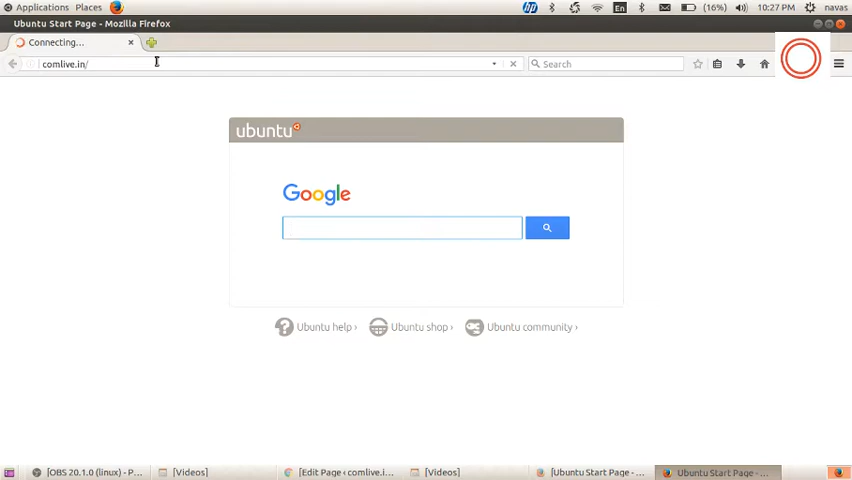 Applications Places En (16%) 10:27 PM navas
Ubuntu Start Page - Mozilla Firefox
Connecting...
comlive.in/ Search
ubuntu
Google
Ubuntu help › Ubuntu shop › Ubuntu community ›
[OBS 20.1.0 (linux) - P... [Videos] [Edit Page ‹ comlive.i... [Videos] [Ubuntu Start Page - ... Ubuntu Start Page - ...